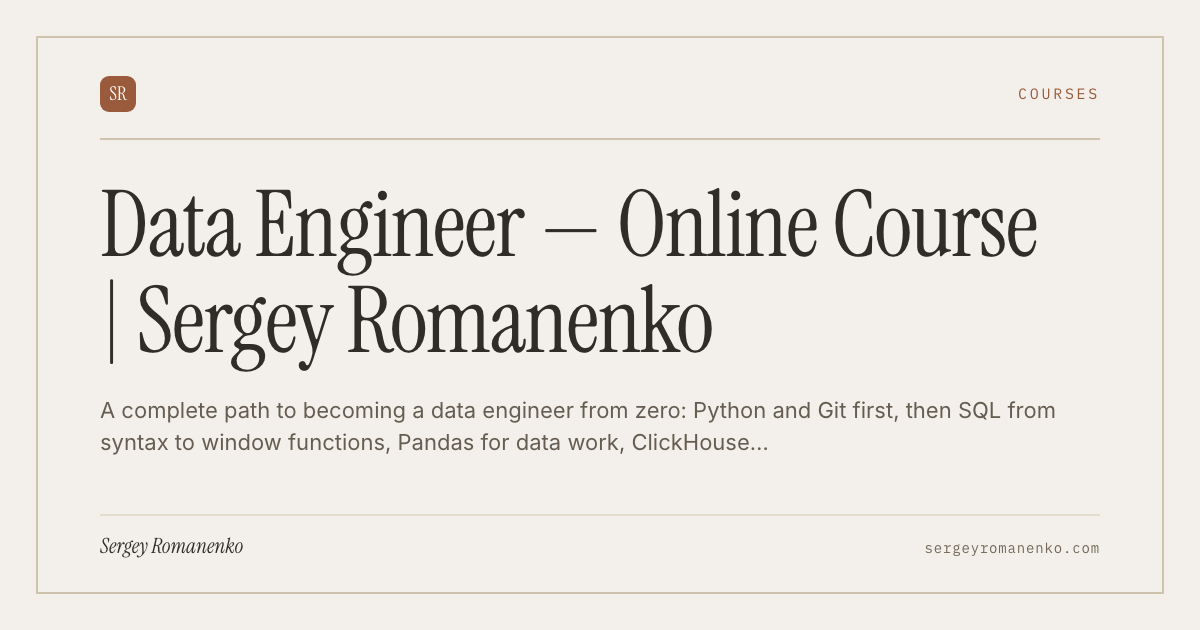 SR
COURSES
Data Engineer — Online Course
| Sergey Romanenko
A complete path to becoming a data engineer from zero: Python and Git first, then SQL from
syntax to window functions, Pandas for data work, ClickHouse...
Sergey Romanenko
sergeyromanenko.com